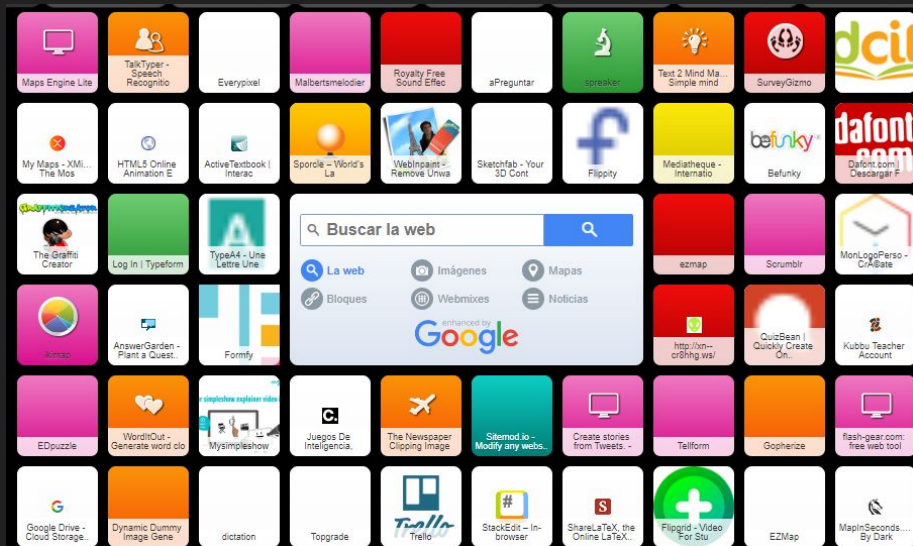 Maps Engine Lite
TalkTyper -
Speech
Recognitio
Everypixel
Malbertsmelodier
Royalty Free
Sound Effec
aPreguntar
spreaker
Text 2 Mind Ma...
Simple mind
SurveyGizmo
dcil
My Maps - XMi...
The Mos
HTML5 Online
Animation E
ActiveTextbook |
Interac
Sporcle – World's
La
WebInpaint -
Remove Unwa
Sketchfab - Your
3D Cont
Flippity
Mediatheque -
Internatio
befunky
Befunky
dafont
.com
Dafont.com |
Descargar F
The Graffiti
Creator
Log In | Typeform
A
TypeA4 - Une
Lettre Une
Buscar la web
La web
Imágenes
Mapas
Bloques
Webmixes
Noticias
enhanced by
Google
ezmap
Scrumblr
MonLogoPerso -
CrÃ©ate
AnswerGarden -
Plant a Quest..
Formfy
http://xn--
cr8hhg.ws/
QuizBean |
Quickly Create
On..
Kubbu Teacher
Account
EDpuzzle
WordItOut -
Generate word clo
simpleshow explainer video
Mysimpleshow
C.
Juegos De
Inteligencia,
The Newspaper
Clipping Image
Sitemod.io -
Modify any webs..
Create stories
from Tweets. -
Tellform
Gopherize
flash-gear.com:
free web tool
G
Google Drive -
Cloud Storage..
Dynamic Dummy
Image Gene
dictation
Topgrade
Trello
Trello
#
StackEdit – In-
browser
S
ShareLaTeX, the
Online LaTeX..
Flipgrid - Video
For Stu
EZMap
MapInSeconds....
By Dark